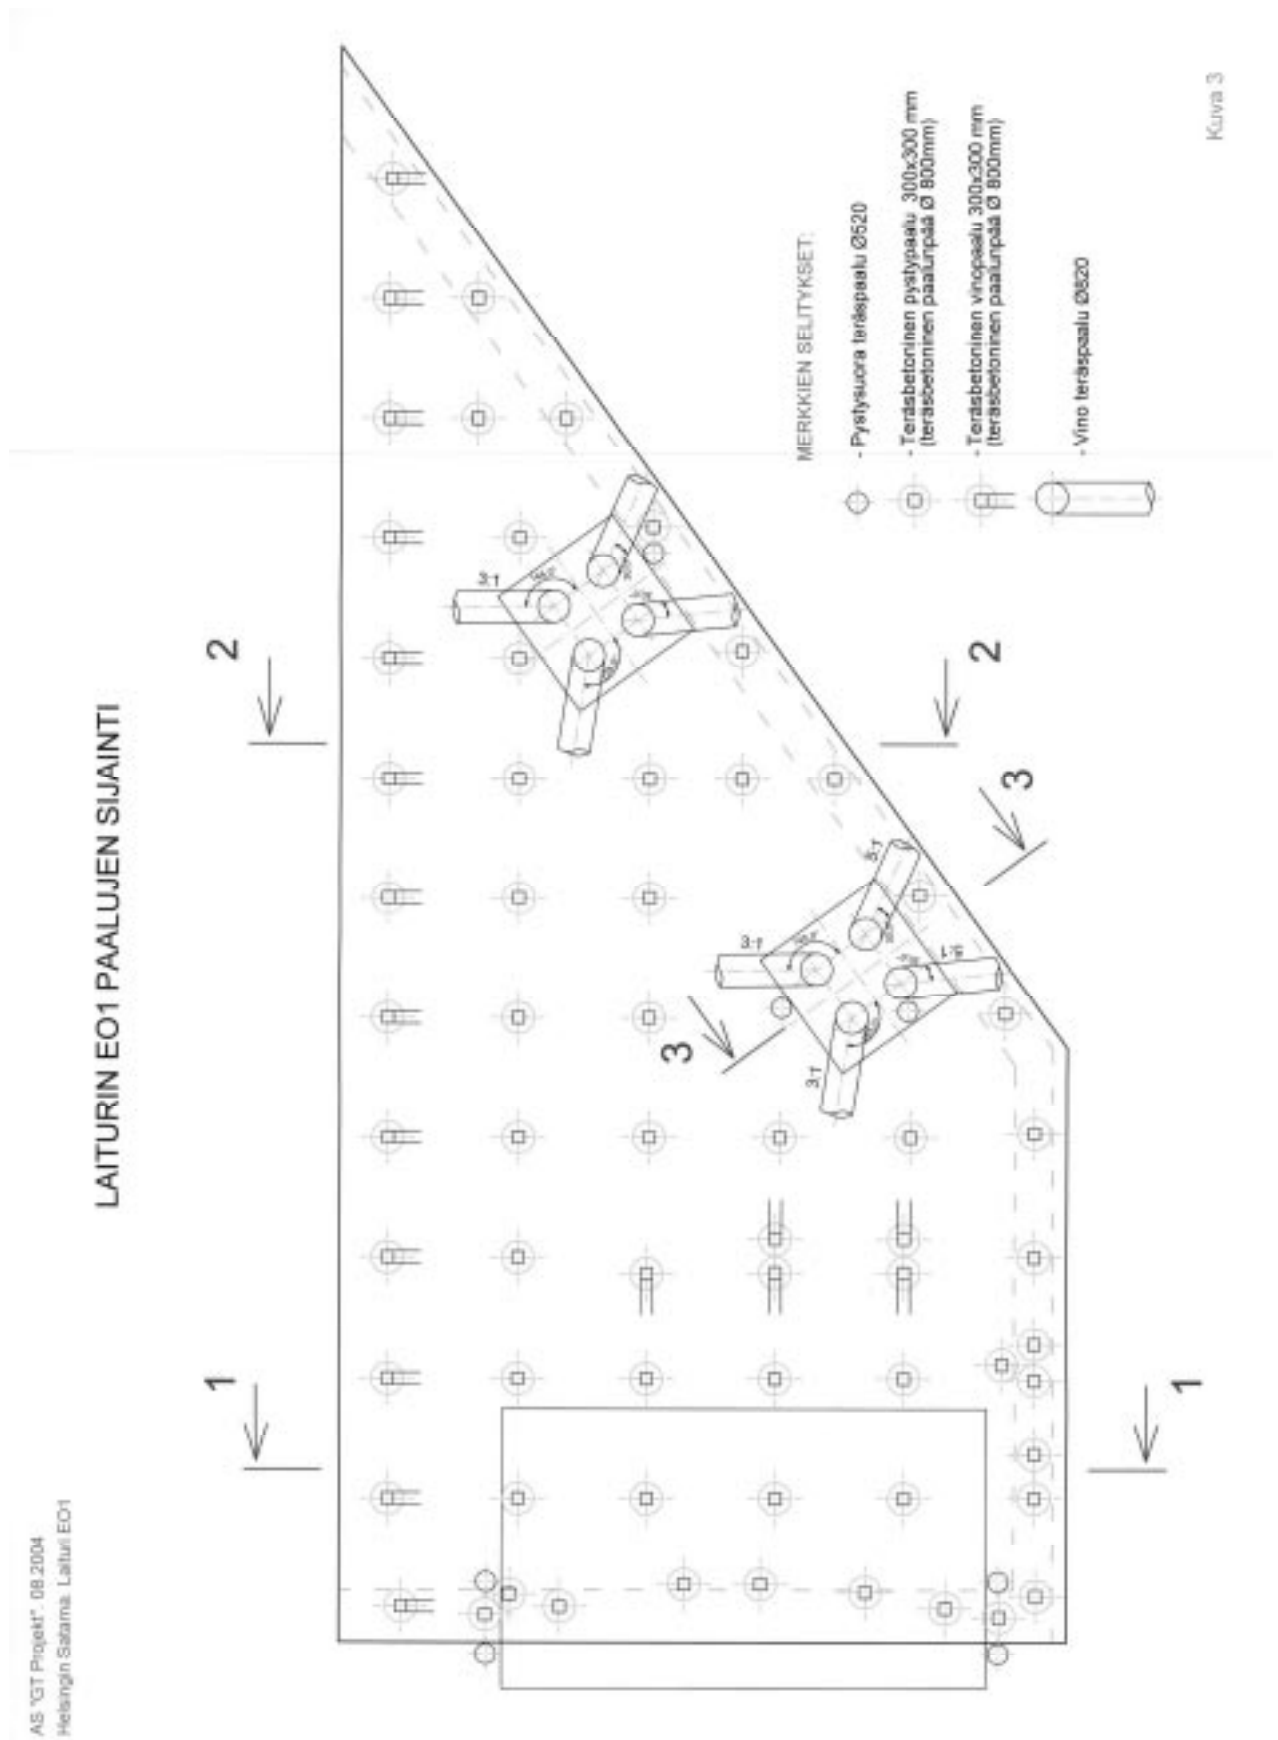 AS "GT Projekt". 08.2004
Helsingin Satama. Laituri EO1
LAITURIN EO1 PAALUJEN SIJAINTI
1
1
2
2
3
3
3:1
3:1
3:1
5:1
5:1
MERKKIEN SELITYKSET:
- Pystysuora teräspaalu Ø520
- Teräsbetoninen pystypaalu 300x300 mm
(teräsbetoninen paalunpää Ø 800mm)
- Teräsbetoninen vinopaalu 300x300 mm
(teräsbetoninen paalunpää Ø 800mm)
- Vino teräspaalu Ø820
Kuva 3